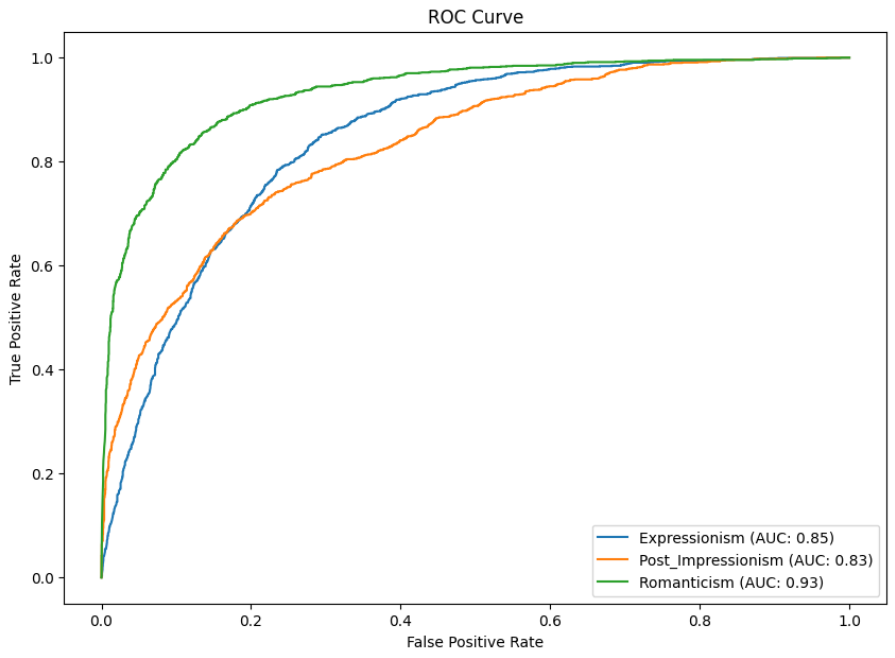 ROC Curve
1.0
0.8
0.6
0.4
0.2
0.0
True Positive Rate
Expressionism (AUC: 0.85)
Post_Impressionism (AUC: 0.83)
Romanticism (AUC: 0.93)
0.0 0.2 0.4 0.6 0.8 1.0
False Positive Rate